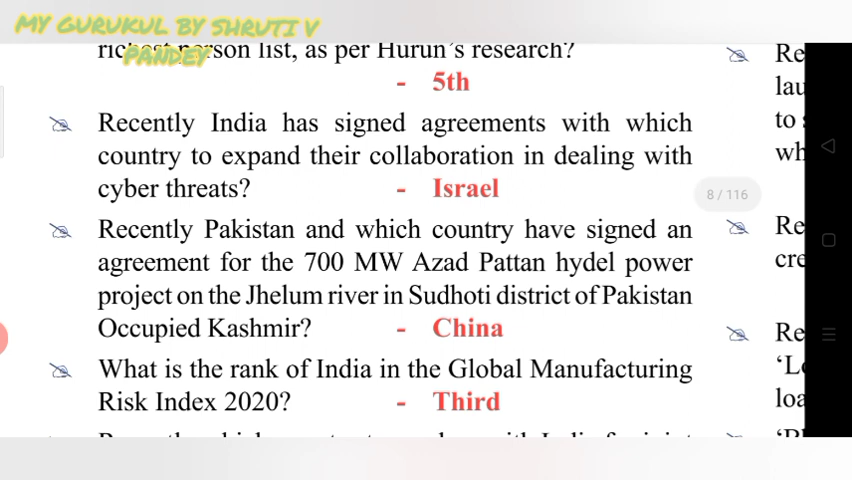 MY GURUKUL BY SHRUTI V
PANDEY
richest person list, as per Hurun's research?
- 5th
Recently India has signed agreements with which
country to expand their collaboration in dealing with
cyber threats?
- Israel
Recently Pakistan and which country have signed an
agreement for the 700 MW Azad Pattan hydel power
project on the Jhelum river in Sudhoti district of Pakistan
Occupied Kashmir?
- China
What is the rank of India in the Global Manufacturing
Risk Index 2020?
- Third
8 / 116
Re
lau
to
wh
Re
cre
Re
'Lo
loa